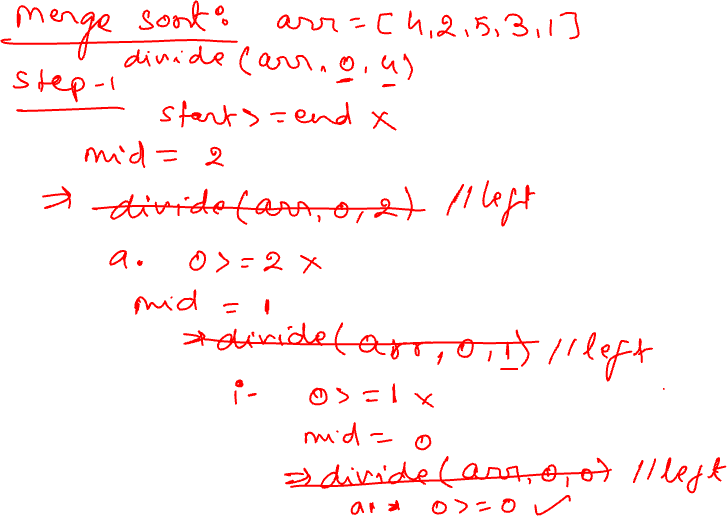 merge sort: arr = [4,2,5,3,1]
divide(arr, 0, 4)
step-1
start >= end x
mid = 2
⇒ divide(arr, 0, 2) //left
a. 0 >= 2 x
mid = 1
⇒ divide(arr, 0, 1) //left
i- 0 >= 1 x
mid = 0
⇒ divide(arr, 0, 0) //left
0 >= 0 ✓